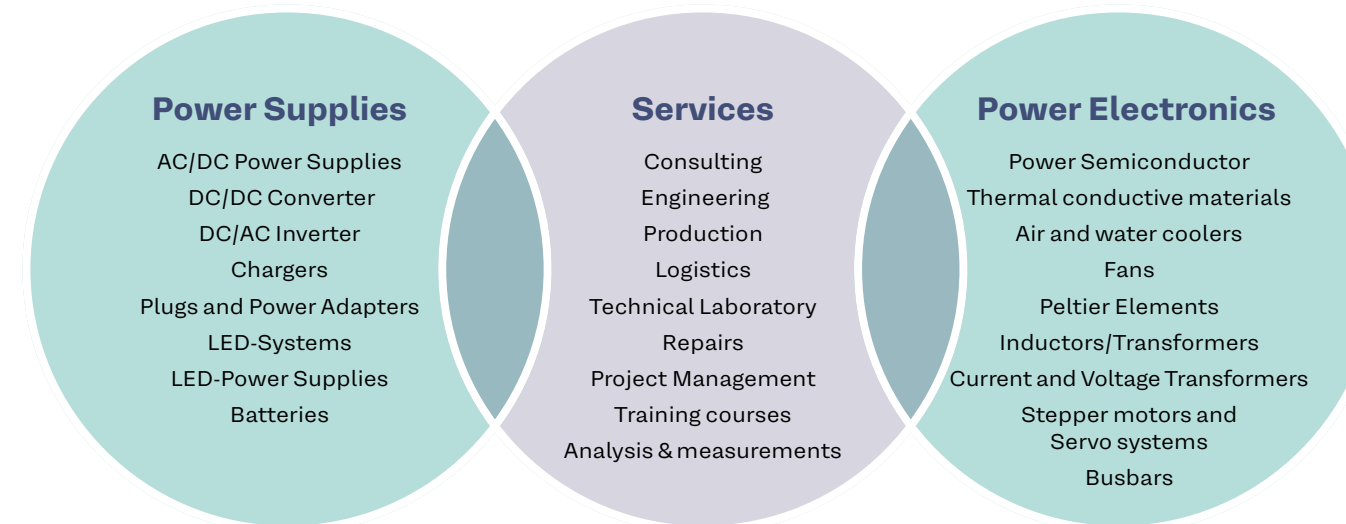 Power Supplies
AC/DC Power Supplies
DC/DC Converter
DC/AC Inverter
Chargers
Plugs and Power Adapters
LED-Systems
LED-Power Supplies
Batteries
Services
Consulting
Engineering
Production
Logistics
Technical Laboratory
Repairs
Project Management
Training courses
Analysis & measurements
Power Electronics
Power Semiconductor
Thermal conductive materials
Air and water coolers
Fans
Peltier Elements
Inductors/Transformers
Current and Voltage Transformers
Stepper motors and
Servo systems
Busbars